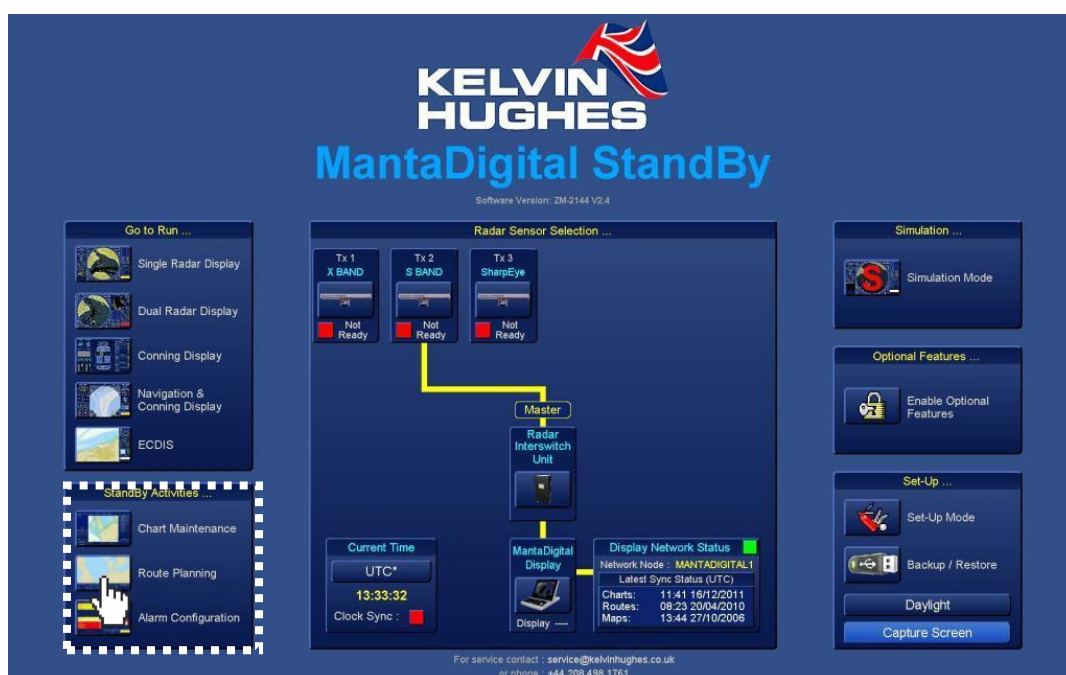 KELVIN
HUGHES
MantaDigital StandBy
Software Version: ZM-2144 V2.4
Go to Run ...
Single Radar Display
Dual Radar Display
Conning Display
Navigation &
Conning Display
ECDIS
StandBy Activities ...
Chart Maintenance
Route Planning
Alarm Configuration
Radar Sensor Selection ...
Tx 1
X BAND
Not
Ready
Tx 2
S BAND
Not
Ready
Tx 3
SharpEye
Not
Ready
Master
Radar
Interswitch
Unit
Current Time
UTC*
13:33:32
Clock Sync :
MantaDigital
Display
Display ----
Display Network Status
Network Node : MANTADIGITAL1
Latest Sync Status (UTC)
Charts: 11:41 16/12/2011
Routes: 08:23 20/04/2010
Maps: 13:44 27/10/2006
Simulation ...
S
Simulation Mode
Optional Features ...
Enable Optional
Features
Set-Up ...
Set-Up Mode
Backup / Restore
Daylight
Capture Screen
For service contact : service@kelvinhughes.co.uk
or phone : +44 208 498 1761